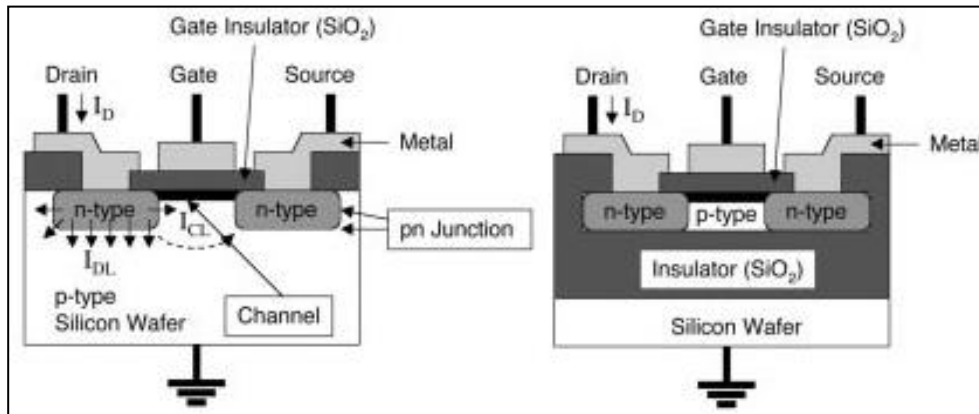 Gate Insulator (SiO₂)
Drain Gate Source
I_D
Metal
n-type n-type
I_CL
pn Junction
I_DL
p-type
Silicon Wafer
Channel
Gate Insulator (SiO₂)
Drain Gate Source
I_D
Metal
n-type p-type n-type
Insulator (SiO₂)
Silicon Wafer